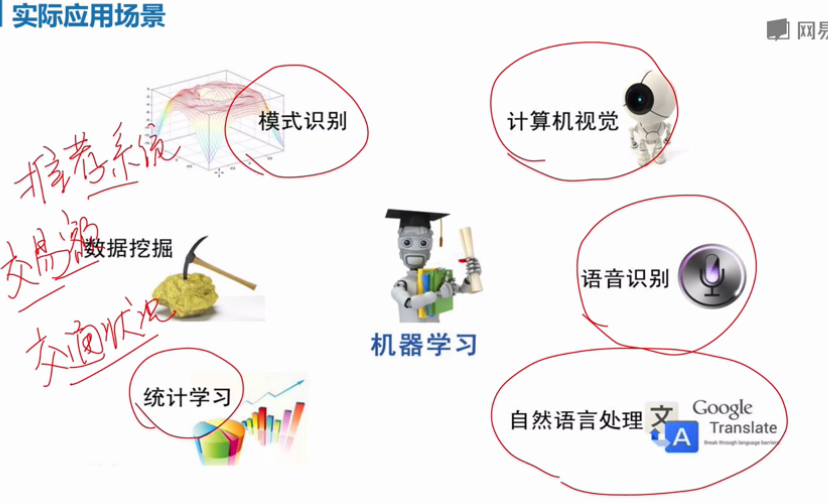 实际应用场景
网易
模式识别
计算机视觉
推荐系统
交易额
数据挖掘
语音识别
机器学习
交通状况
统计学习
自然语言处理
文
A
Google
Translate
Break through language barriers